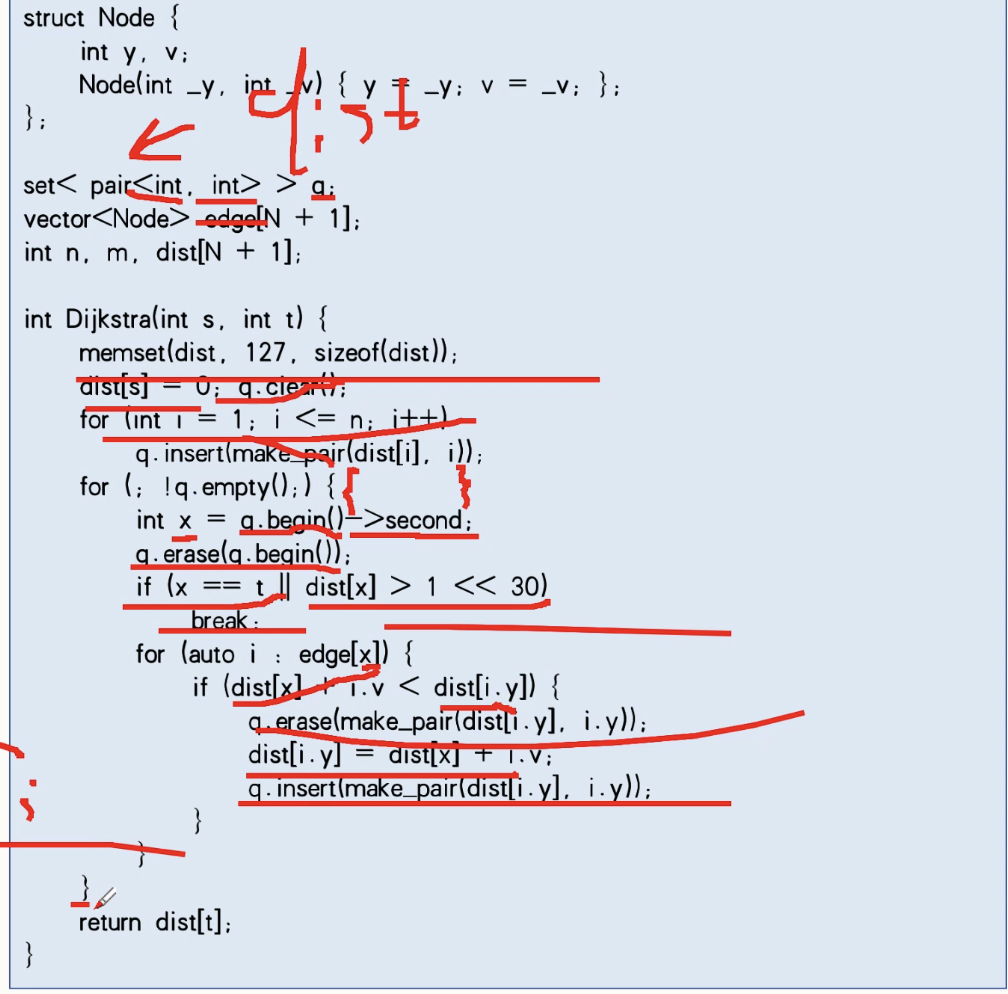 struct Node {
int y, v;
Node(int _y, int _v) { y = _y; v = _v; };
};
dist
set< pair<int, int> > q;
vector<Node> edge[N + 1];
int n, m, dist[N + 1];
int Dijkstra(int s, int t) {
memset(dist, 127, sizeof(dist));
dist[s] = 0; q.clear();
for (int i = 1; i <= n; i++)
q.insert(make_pair(dist[i], i));
for (; !q.empty();) { { }
int x = q.begin()->second;
q.erase(q.begin());
if (x == t || dist[x] > 1 << 30)
break;
for (auto i : edge[x]) {
if (dist[x] + i.v < dist[i.y]) {
q.erase(make_pair(dist[i.y], i.y));
dist[i.y] = dist[x] + i.v;
q.insert(make_pair(dist[i.y], i.y));
}
}
}
return dist[t];
}